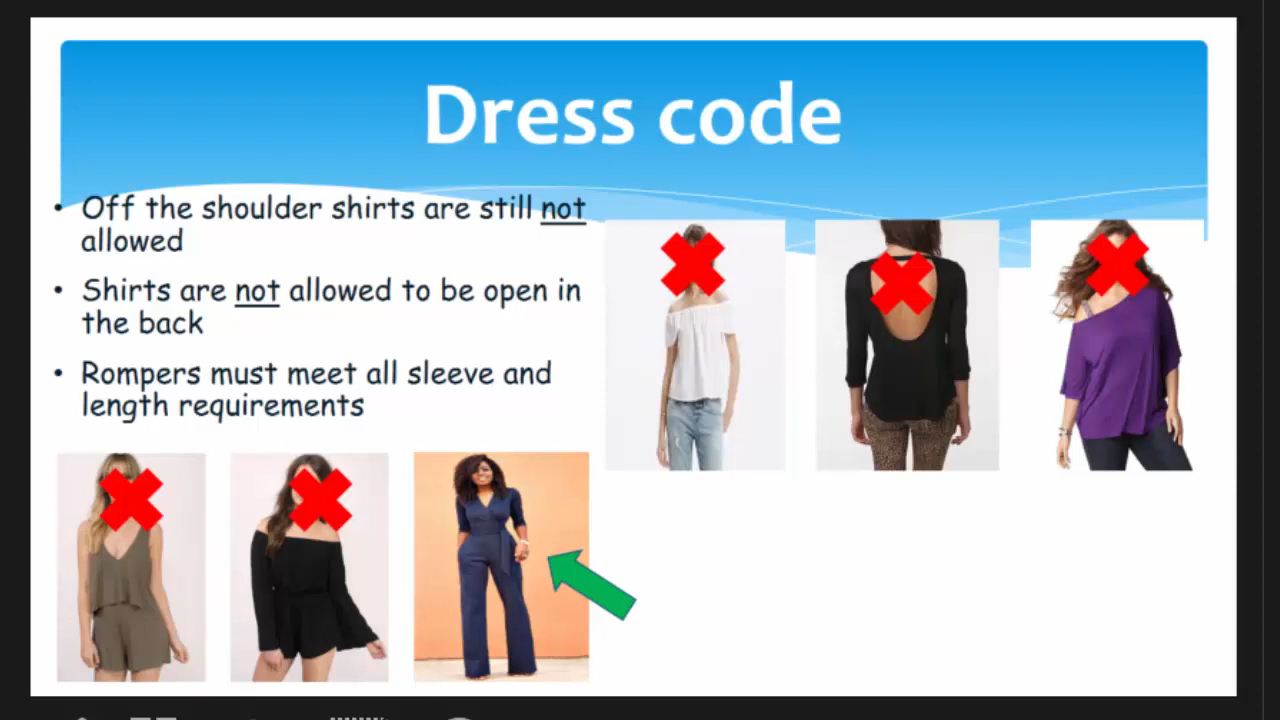 Dress code
• Off the shoulder shirts are still not
allowed
• Shirts are not allowed to be open in
the back
• Rompers must meet all sleeve and
length requirements